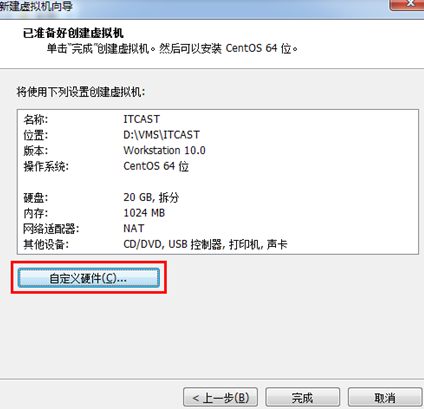 新建虚拟机向导
已准备好创建虚拟机
单击"完成"创建虚拟机。然后可以安装 CentOS 64 位。
将使用下列设置创建虚拟机:
名称: ITCAST
位置: D:\VMS\ITCAST
版本: Workstation 10.0
操作系统: CentOS 64 位
硬盘: 20 GB, 拆分
内存: 1024 MB
网络适配器: NAT
其他设备: CD/DVD, USB 控制器, 打印机, 声卡
自定义硬件(C)...
< 上一步(B) 完成 取消